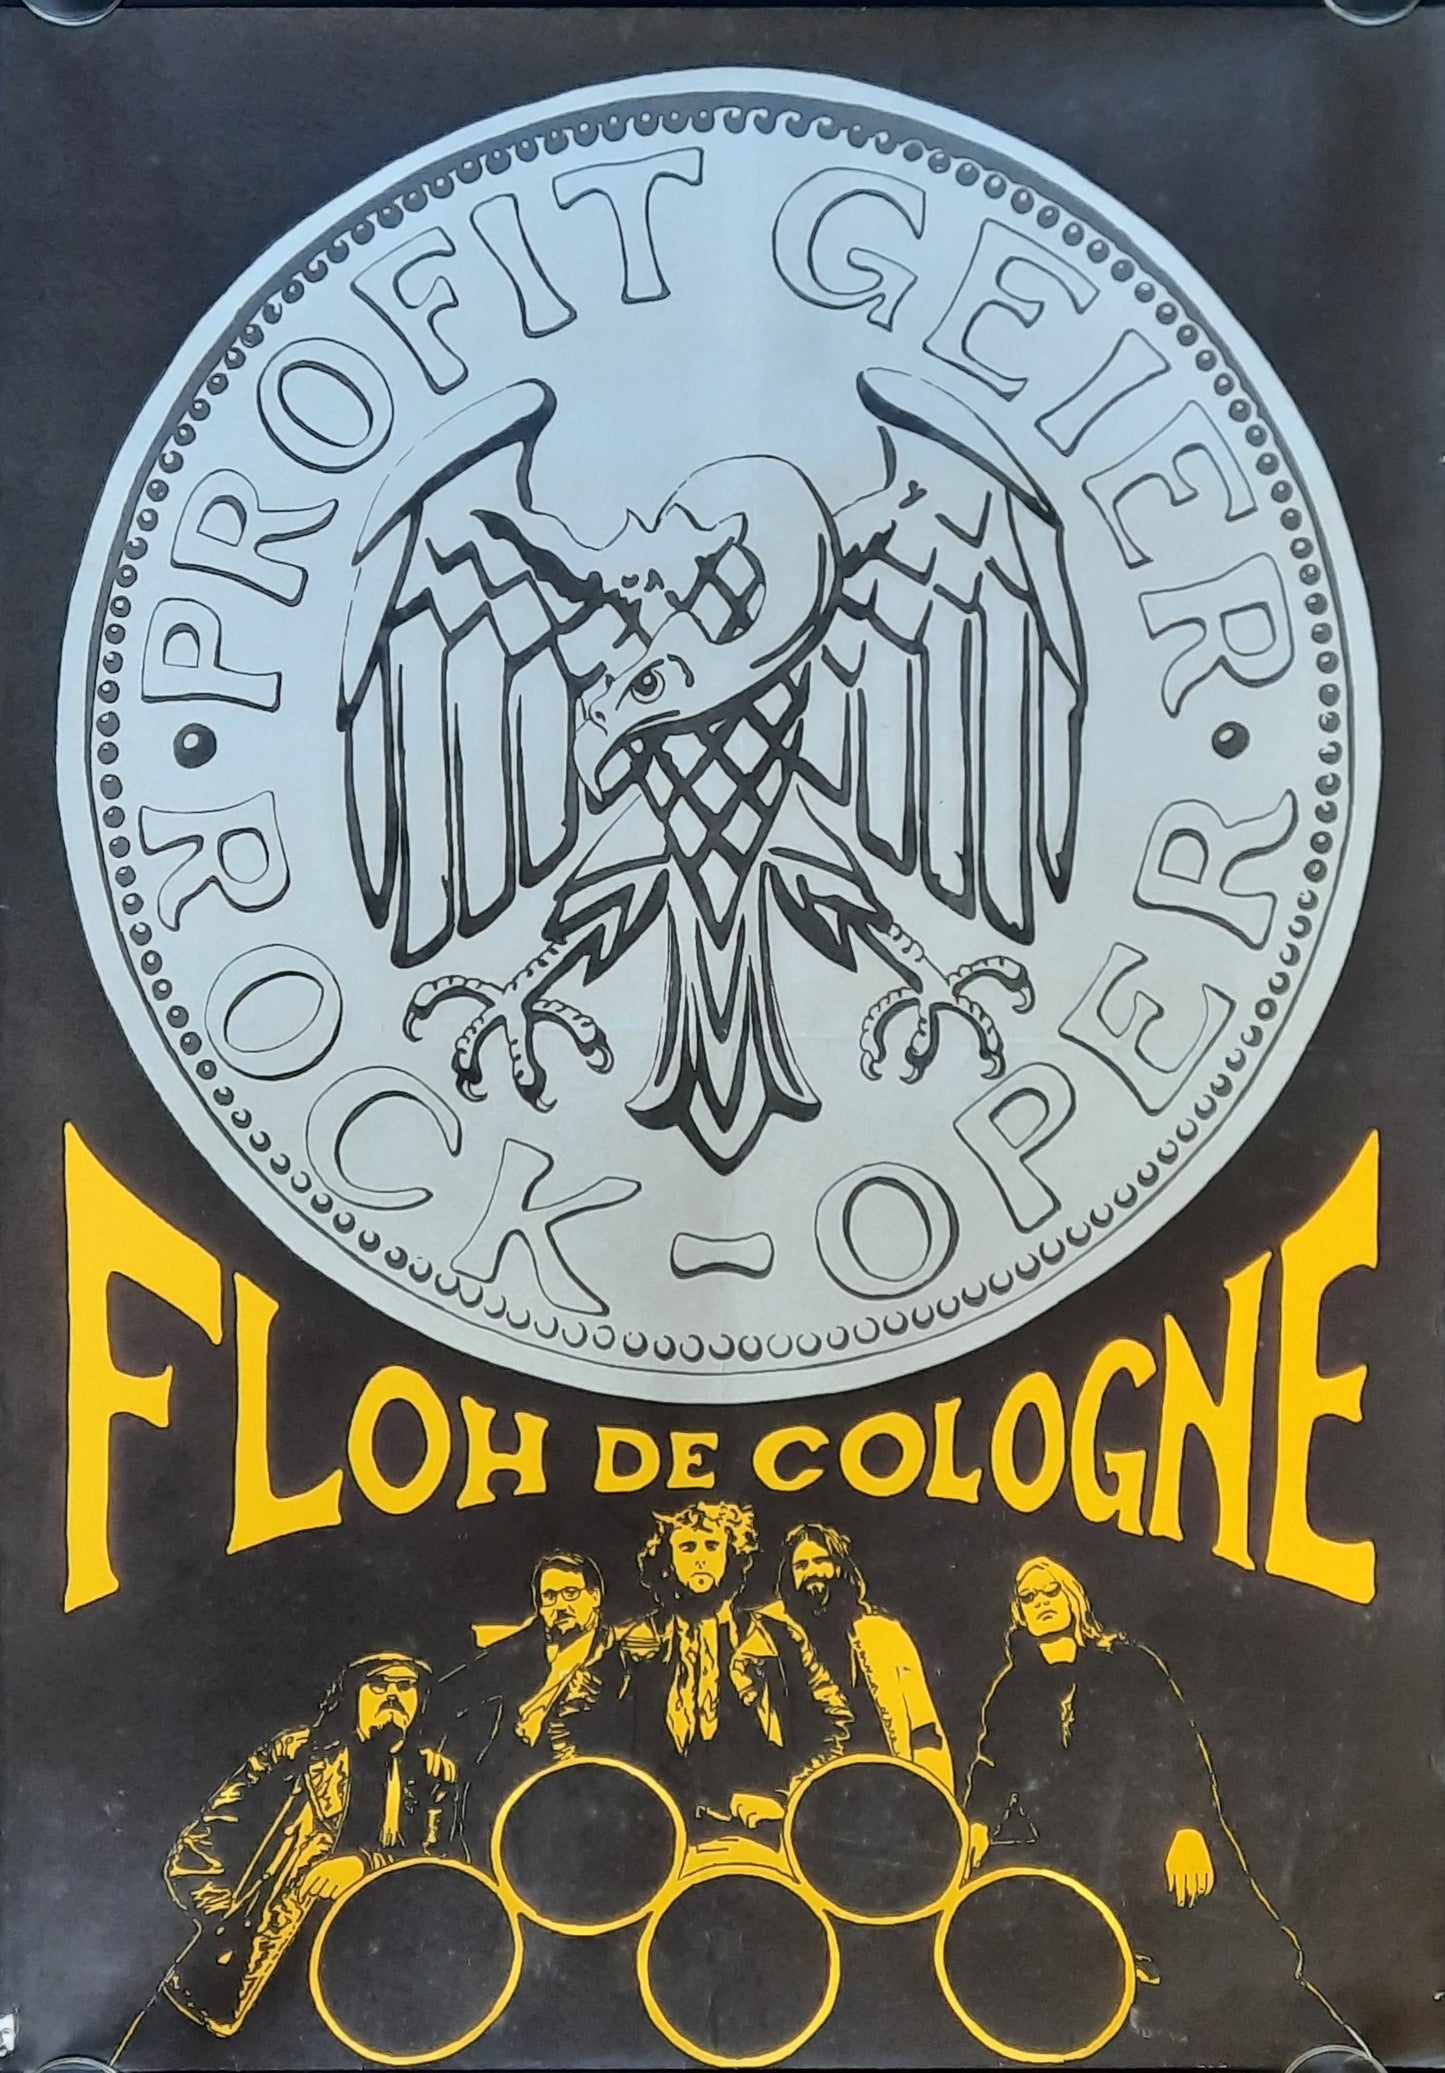 • PROFIT GEIER •
ROCK-OPER
FLOH DE COLOGNE